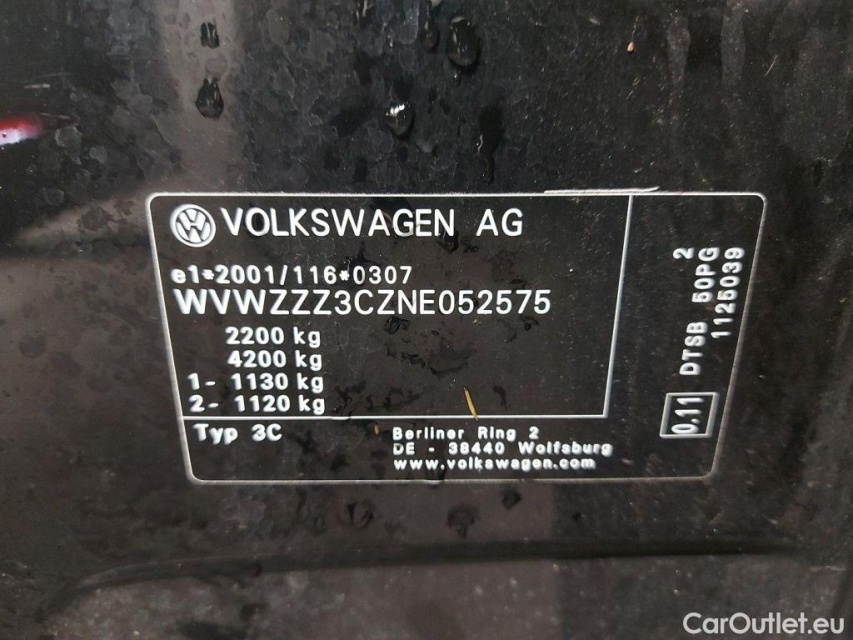 VOLKSWAGEN AG
e1*2001/116*0307
WVWZZZ3CZNE052575
2200 kg
4200 kg
1- 1130 kg
2- 1120 kg
Typ 3C
Berliner Ring 2
DE - 38440 Wolfsburg
www.volkswagen.com
2
DTSB 50PG
1125039
0.11
CarOutlet.eu